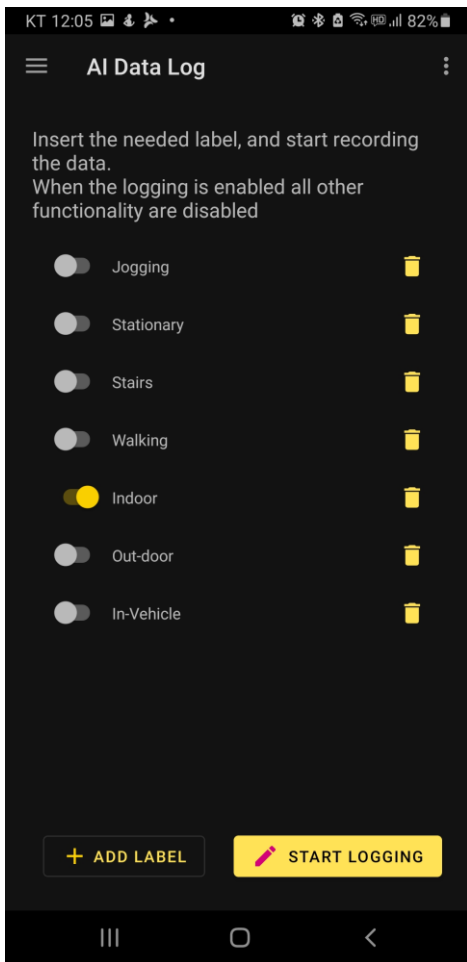 KT 12:05 82%
AI Data Log
Insert the needed label, and start recording
the data.
When the logging is enabled all other
functionality are disabled
Jogging
Stationary
Stairs
Walking
Indoor
Out-door
In-Vehicle
+ ADD LABEL
START LOGGING